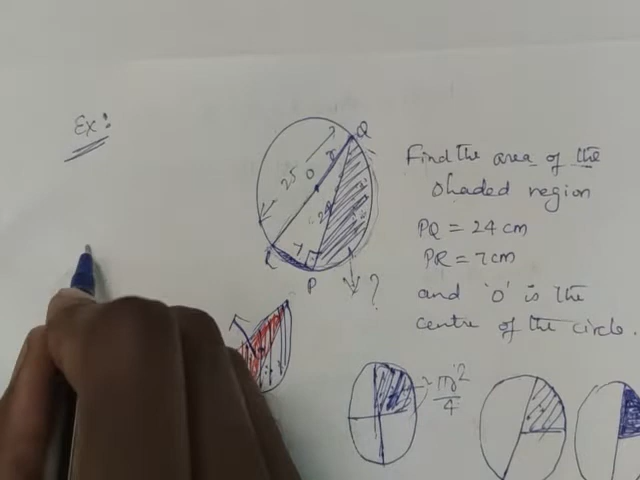 Ex:
Q
25
O
24
7
R
P
?
Find the area of the
shaded region
PQ = 24 cm
PR = 7 cm
and 'O' is the
centre of the circle.
πr²
4